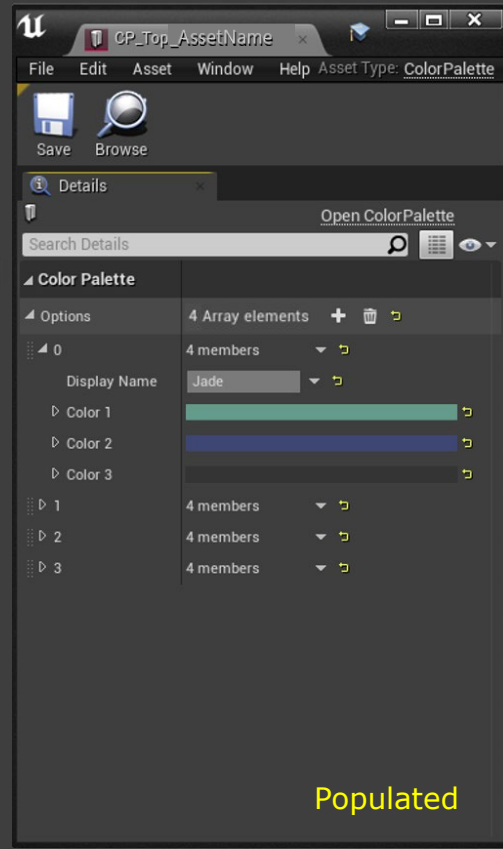 CP_Top_AssetName
File Edit Asset Window Help Asset Type: ColorPalette
Save Browse
Details
Open ColorPalette
Search Details
Color Palette
Options 4 Array elements
0 4 members
Display Name Jade
Color 1
Color 2
Color 3
1 4 members
2 4 members
3 4 members
Populated